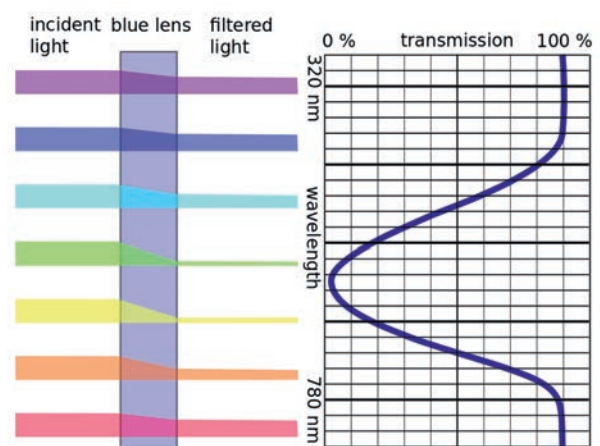 incident light
blue lens
filtered light
0 %
transmission
100 %
320 nm
wavelength
780 nm